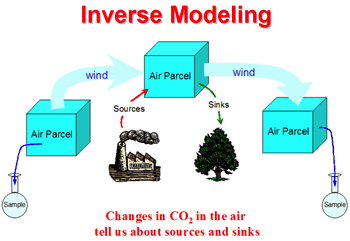 Inverse Modeling
wind
Air Parcel
wind
Sources
Sinks
Air Parcel
Air Parcel
Sample
Sample
Changes in CO₂ in the air
tell us about sources and sinks